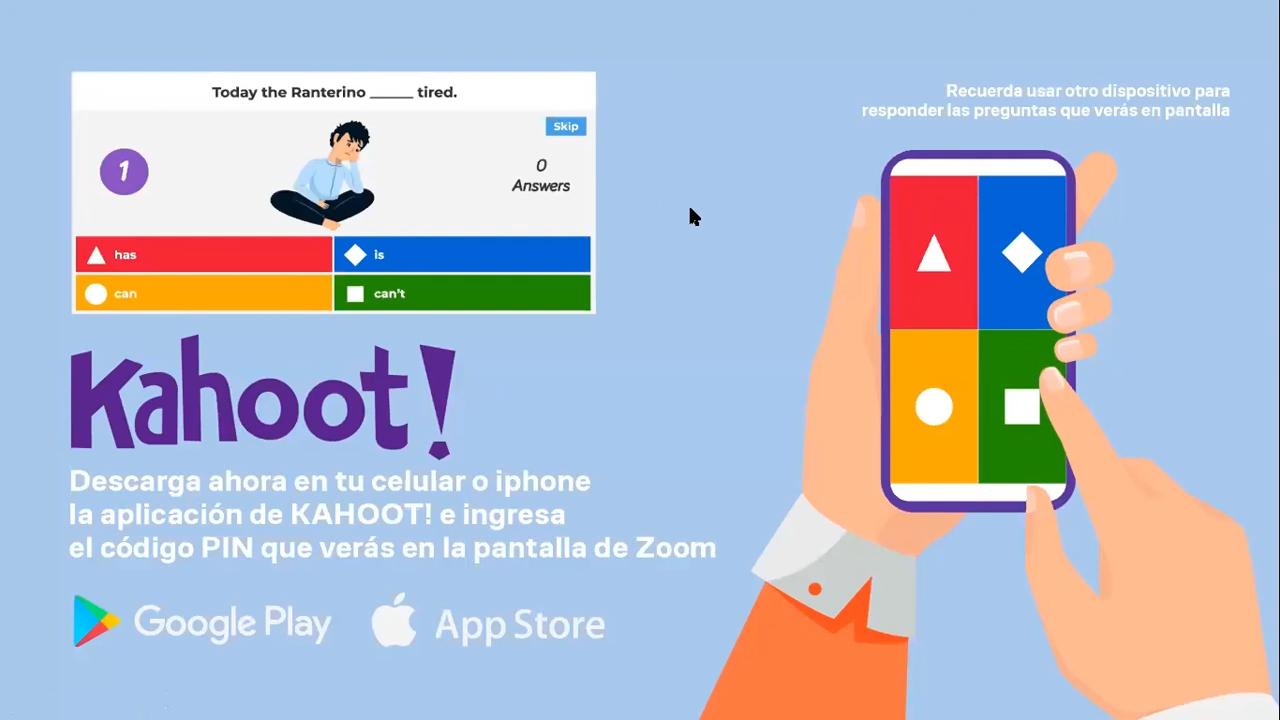 Today the Ranterino _____ tired.
Skip
1
0
Answers
has
is
can
can't
Recuerda usar otro dispositivo para
responder las preguntas que verás en pantalla
Kahoot!
Descarga ahora en tu celular o iphone
la aplicación de KAHOOT! e ingresa
el código PIN que verás en la pantalla de Zoom
Google Play
App Store